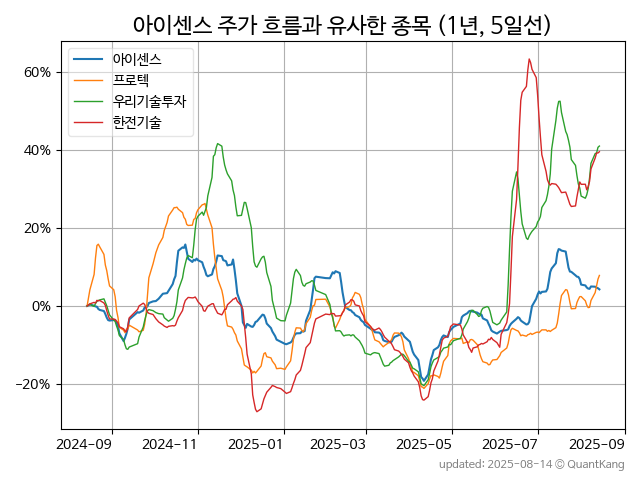 아이센스 주가 흐름과 유사한 종목 (1년, 5일선)
아이센스
프로텍
우리기술투자
한전기술
60%
40%
20%
0%
−20%
2024-09 2024-11 2025-01 2025-03 2025-05 2025-07 2025-09
updated: 2025-08-14 © QuantKang